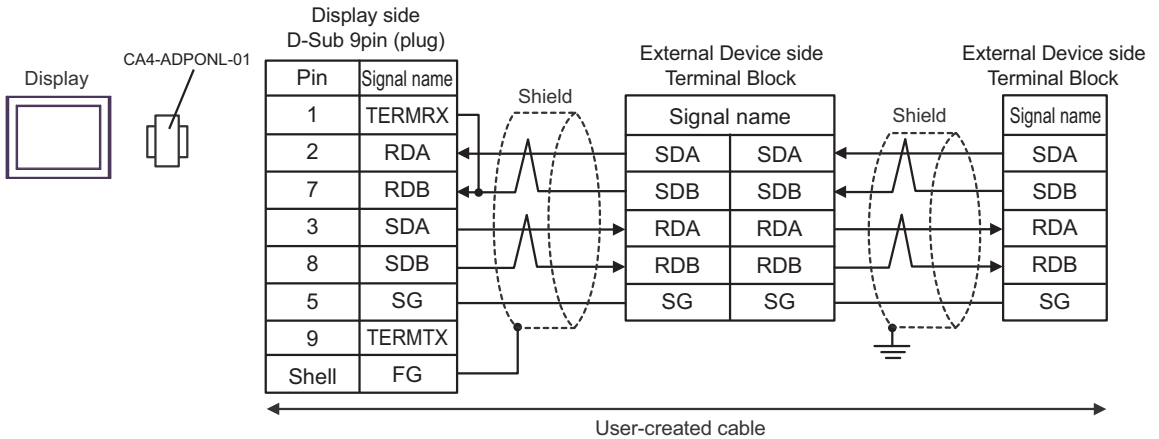 Display side
D-Sub 9pin (plug)
CA4-ADPONL-01
Display
External Device side
Terminal Block
External Device side
Terminal Block
Pin Signal name
Shield
Signal name
Shield
Signal name
1 TERMRX
2 RDA
SDA SDA
SDA
7 RDB
SDB SDB
SDB
3 SDA
RDA RDA
RDA
8 SDB
RDB RDB
RDB
5 SG
SG SG
SG
9 TERMTX
Shell FG
User-created cable